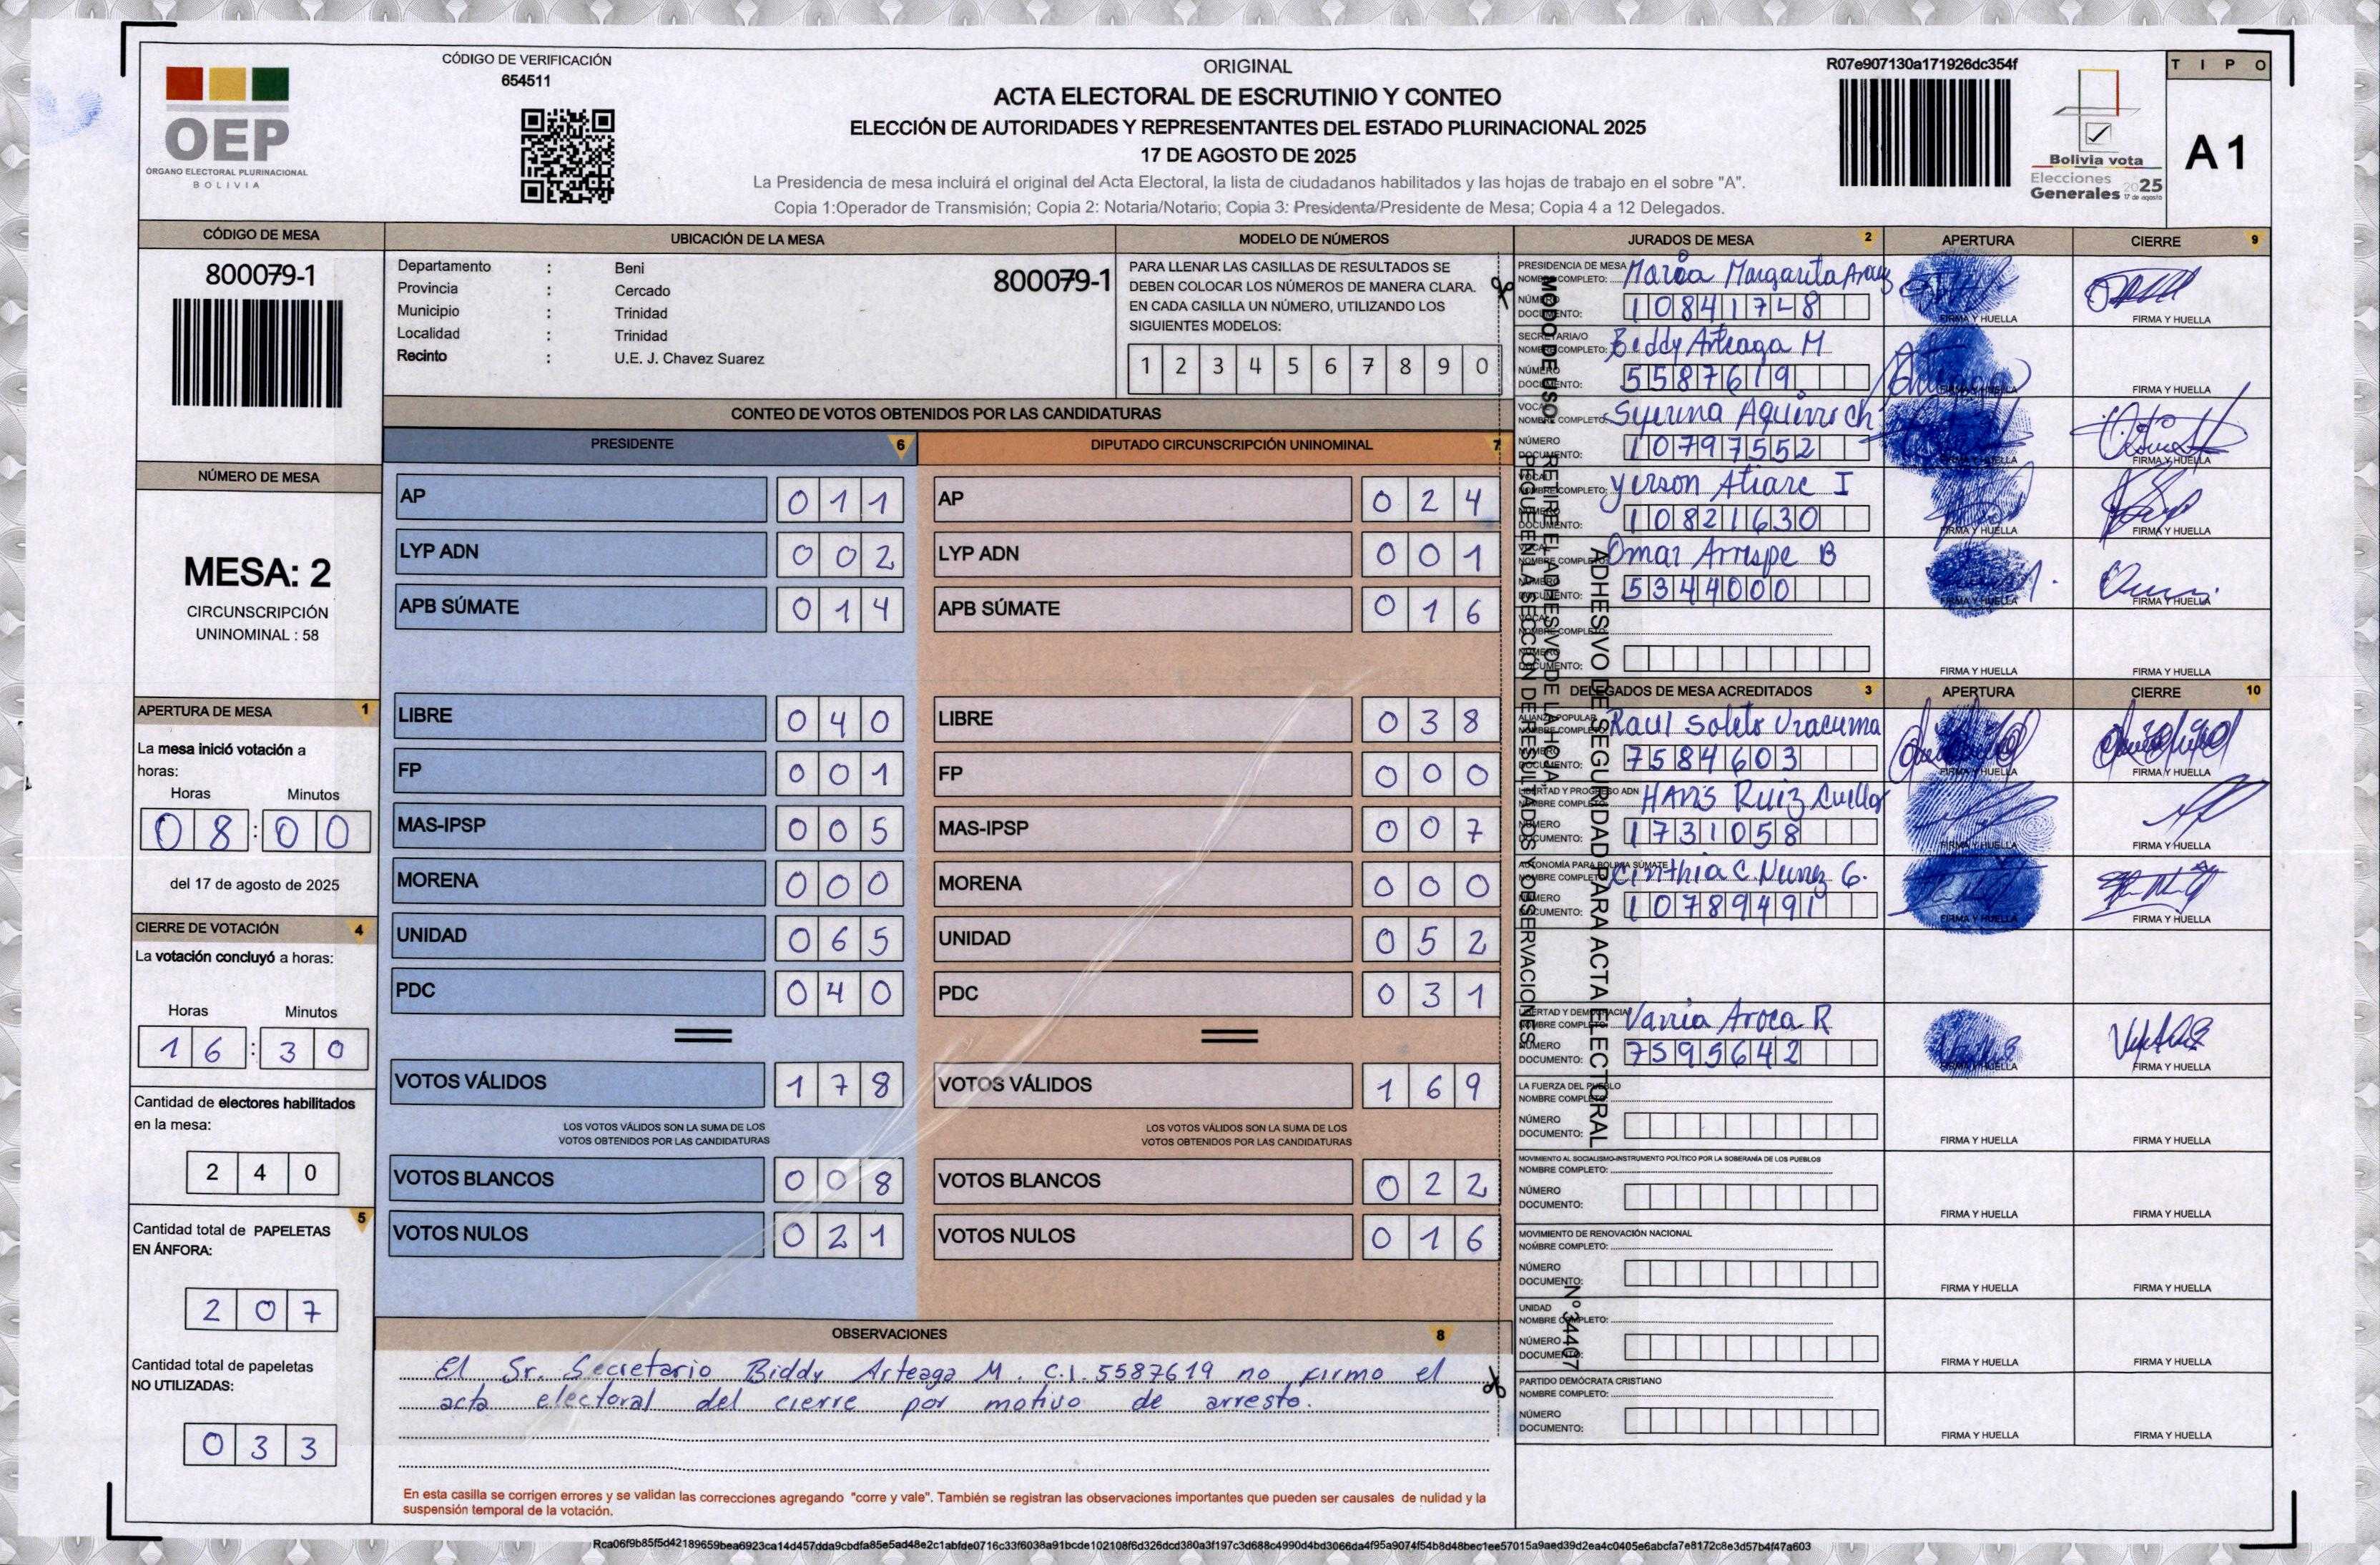 CÓDIGO DE VERIFICACIÓN
654511
OEP
ÓRGANO ELECTORAL PLURINACIONAL
BOLIVIA
ORIGINAL
ACTA ELECTORAL DE ESCRUTINIO Y CONTEO
ELECCIÓN DE AUTORIDADES Y REPRESENTANTES DEL ESTADO PLURINACIONAL 2025
17 DE AGOSTO DE 2025
La Presidencia de mesa incluirá el original del Acta Electoral, la lista de ciudadanos habilitados y las hojas de trabajo en el sobre "A".
Copia 1:Operador de Transmisión; Copia 2: Notaria/Notario; Copia 3: Presidenta/Presidente de Mesa; Copia 4 a 12 Delegados.
R07e907130a171926dc354f
Bolivia vota
Elecciones
Generales 2025
17 de agosto
TIPO
A1
CÓDIGO DE MESA
800079-1
NÚMERO DE MESA
MESA: 2
CIRCUNSCRIPCIÓN
UNINOMINAL : 58
APERTURA DE MESA 1
La mesa inició votación a
horas:
Horas Minutos
08:00
del 17 de agosto de 2025
CIERRE DE VOTACIÓN 4
La votación concluyó a horas:
Horas Minutos
16:30
Cantidad de electores habilitados
en la mesa:
240
5
Cantidad total de PAPELETAS
EN ÁNFORA:
207
Cantidad total de papeletas
NO UTILIZADAS:
033
UBICACIÓN DE LA MESA
Departamento : Beni
Provincia : Cercado
Municipio : Trinidad
Localidad : Trinidad
Recinto : U.E. J. Chavez Suarez
800079-1
MODELO DE NÚMEROS
PARA LLENAR LAS CASILLAS DE RESULTADOS SE
DEBEN COLOCAR LOS NÚMEROS DE MANERA CLARA.
EN CADA CASILLA UN NÚMERO, UTILIZANDO LOS
SIGUIENTES MODELOS:
1 2 3 4 5 6 7 8 9 0
CONTEO DE VOTOS OBTENIDOS POR LAS CANDIDATURAS
PRESIDENTE 6
AP 011
LYP ADN 002
APB SÚMATE 014
LIBRE 040
FP 001
MAS-IPSP 005
MORENA 000
UNIDAD 065
PDC 040
VOTOS VÁLIDOS 178
LOS VOTOS VÁLIDOS SON LA SUMA DE LOS
VOTOS OBTENIDOS POR LAS CANDIDATURAS
VOTOS BLANCOS 008
VOTOS NULOS 021
DIPUTADO CIRCUNSCRIPCIÓN UNINOMINAL 7
AP 024
LYP ADN 001
APB SÚMATE 016
LIBRE 038
FP 000
MAS-IPSP 007
MORENA 000
UNIDAD 052
PDC 031
VOTOS VÁLIDOS 169
LOS VOTOS VÁLIDOS SON LA SUMA DE LOS
VOTOS OBTENIDOS POR LAS CANDIDATURAS
VOTOS BLANCOS 022
VOTOS NULOS 016
OBSERVACIONES 8
El Sr. Secretario Biddy Arteaga M. C.I. 5587619 no firmo el
acta electoral del cierre por motivo de arresto.
En esta casilla se corrigen errores y se validan las correcciones agregando "corre y vale". También se registran las observaciones importantes que pueden ser causales de nulidad y la
suspensión temporal de la votación.
MODO DE USO:
RETIRE EL ADHESIVO DE LA HOJA,
PEGUE EN LA SECCIÓN DE RESULTADOS Y OBSERVACIONES
ADHESIVO DE SEGURIDAD PARA ACTA ELECTORAL
Nº 34407
JURADOS DE MESA 2 APERTURA CIERRE 9
PRESIDENCIA DE MESA
NOMBRE COMPLETO: Maria Margarita Arauz
NÚMERO
DOCUMENTO: 10841748
FIRMA Y HUELLA FIRMA Y HUELLA
SECRETARIA/O
NOMBRE COMPLETO: Biddy Arteaga M
NÚMERO
DOCUMENTO: 5587619
FIRMA Y HUELLA FIRMA Y HUELLA
VOCAL
NOMBRE COMPLETO: Aguirre Ch
NÚMERO
DOCUMENTO: 10797552
FIRMA Y HUELLA FIRMA Y HUELLA
VOCAL
NOMBRE COMPLETO: Yerson Atiare I
NÚMERO
DOCUMENTO: 10821630
FIRMA Y HUELLA FIRMA Y HUELLA
VOCAL
NOMBRE COMPLETO: Omar Arrispe B
NÚMERO
DOCUMENTO: 5344000
FIRMA Y HUELLA FIRMA Y HUELLA
VOCAL
NOMBRE COMPLETO:
NÚMERO
DOCUMENTO:
FIRMA Y HUELLA FIRMA Y HUELLA
DELEGADOS DE MESA ACREDITADOS 3 APERTURA CIERRE 10
ALIANZA POPULAR
NOMBRE COMPLETO: Raul Soleto
NÚMERO
DOCUMENTO: 7584603
FIRMA Y HUELLA FIRMA Y HUELLA
LIBERTAD Y PROGRESO ADN
NOMBRE COMPLETO: Hans Ruiz Cuellar
NÚMERO
DOCUMENTO: 1731058
FIRMA Y HUELLA FIRMA Y HUELLA
AUTONOMÍA PARA BOLIVIA SÚMATE
NOMBRE COMPLETO: Cinthia C. Nuñez G.
NÚMERO
DOCUMENTO: 10789491
FIRMA Y HUELLA FIRMA Y HUELLA
LIBERTAD Y DEMOCRACIA
NOMBRE COMPLETO: Vania Aroca R
NÚMERO
DOCUMENTO: 7595642
FIRMA Y HUELLA FIRMA Y HUELLA
LA FUERZA DEL PUEBLO
NOMBRE COMPLETO:
NÚMERO
DOCUMENTO:
FIRMA Y HUELLA FIRMA Y HUELLA
MOVIMIENTO AL SOCIALISMO-INSTRUMENTO POLÍTICO POR LA SOBERANÍA DE LOS PUEBLOS
NOMBRE COMPLETO:
NÚMERO
DOCUMENTO:
FIRMA Y HUELLA FIRMA Y HUELLA
MOVIMIENTO DE RENOVACIÓN NACIONAL
NOMBRE COMPLETO:
NÚMERO
DOCUMENTO:
FIRMA Y HUELLA FIRMA Y HUELLA
UNIDAD
NOMBRE COMPLETO:
NÚMERO
DOCUMENTO:
FIRMA Y HUELLA FIRMA Y HUELLA
PARTIDO DEMÓCRATA CRISTIANO
NOMBRE COMPLETO:
NÚMERO
DOCUMENTO:
FIRMA Y HUELLA FIRMA Y HUELLA